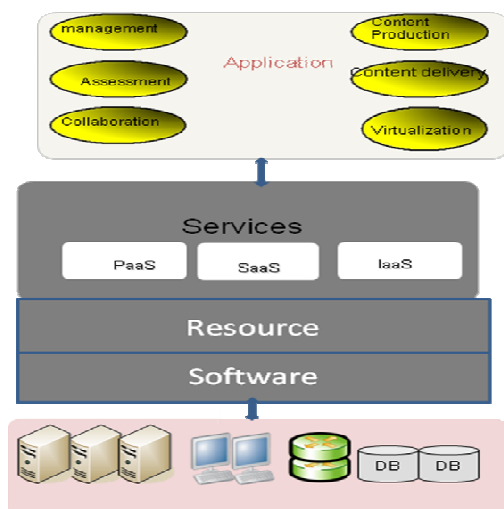 management
Content
Production
Application
Assessment
Content delivery
Collaboration
Virtualization
Services
PaaS
SaaS
IaaS
Resource
Software
DB
DB